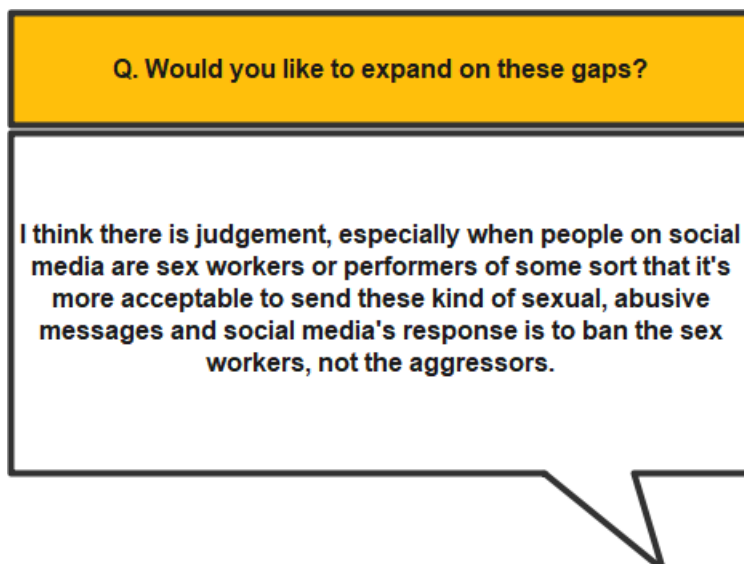 Q. Would you like to expand on these gaps?
I think there is judgement, especially when people on social
media are sex workers or performers of some sort that it's
more acceptable to send these kind of sexual, abusive
messages and social media's response is to ban the sex
workers, not the aggressors.